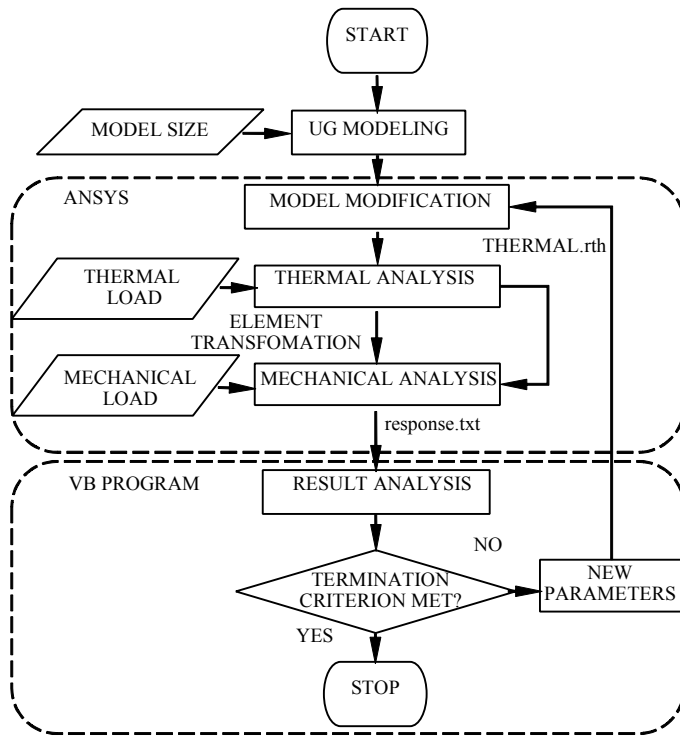 START
MODEL SIZE
UG MODELING
ANSYS
MODEL MODIFICATION
THERMAL.rth
THERMAL
LOAD
THERMAL ANALYSIS
ELEMENT
TRANSFOMATION
MECHANICAL
LOAD
MECHANICAL ANALYSIS
response.txt
VB PROGRAM
RESULT ANALYSIS
NO
TERMINATION
CRITERION MET?
NEW
PARAMETERS
YES
STOP